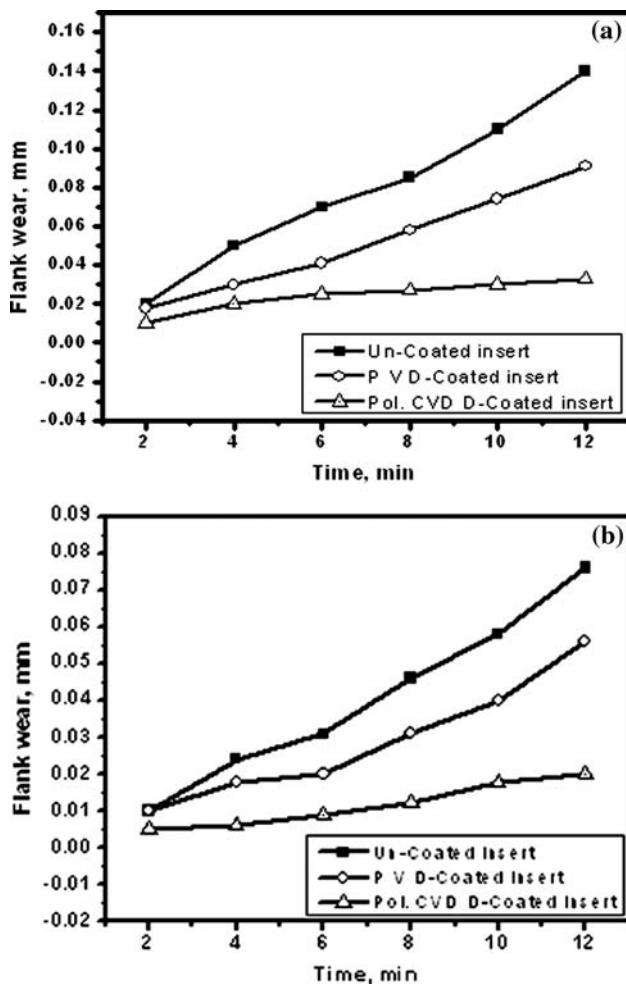 (a)
0.16
0.14
0.12
0.10
0.08
0.06
0.04
0.02
0.00
-0.02
-0.04
Flank wear, mm
Un-Coated insert
P V D-Coated insert
Pol. CVD D-Coated insert
2 4 6 8 10 12
Time, min
(b)
0.09
0.08
0.07
0.06
0.05
0.04
0.03
0.02
0.01
0.00
-0.01
-0.02
Flank wear, mm
Un-Coated Insert
P V D-Coated Insert
Pol. CVD D-Coated Insert
2 4 6 8 10 12
Time, min